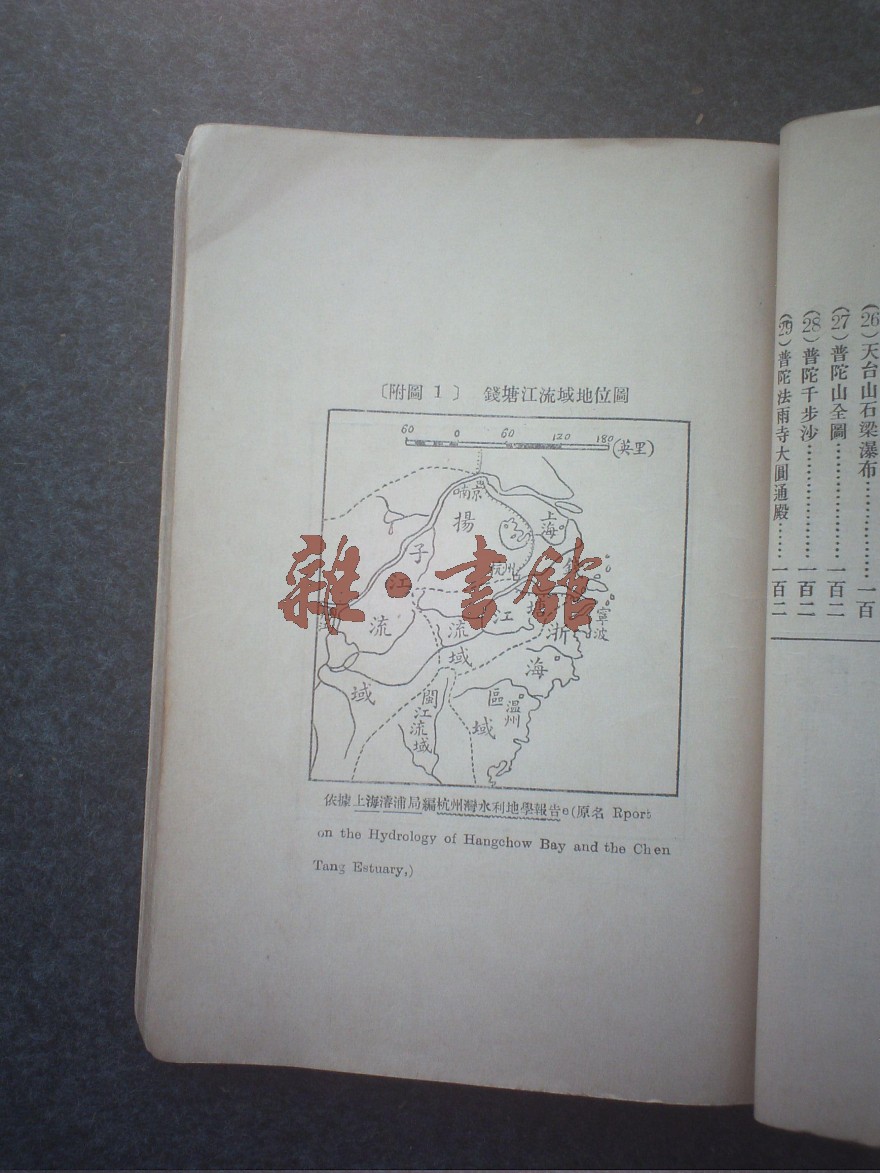 〔附圖 1 〕 錢塘江流域地位圖
60 0 60 120 180 (英里)
揚
子
江
流
域
上海
杭州
江
流
域
浙
海
區
域
寧波
溫州
閩江流域
依據上海濬浦局編杭州灣水利地學報告。(原名 Rport
on the Hydrology of Hangchow Bay and the Chen
Tang Estuary,)
雜·書館
(26)天台山石梁瀑布……………一百
(27)普陀山全圖……………一百二
(28)普陀千步沙……………一百二
(29)普陀法雨寺大圓通殿……一百二